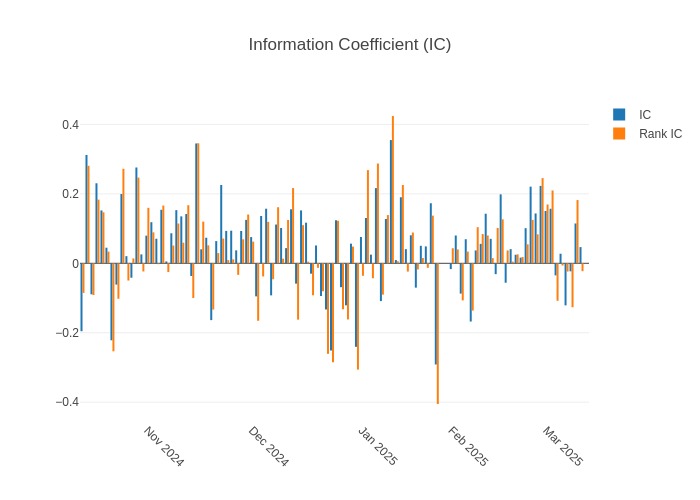 Information Coefficient (IC)
IC
Rank IC
0.4
0.2
0
−0.2
−0.4
Nov 2024
Dec 2024
Jan 2025
Feb 2025
Mar 2025